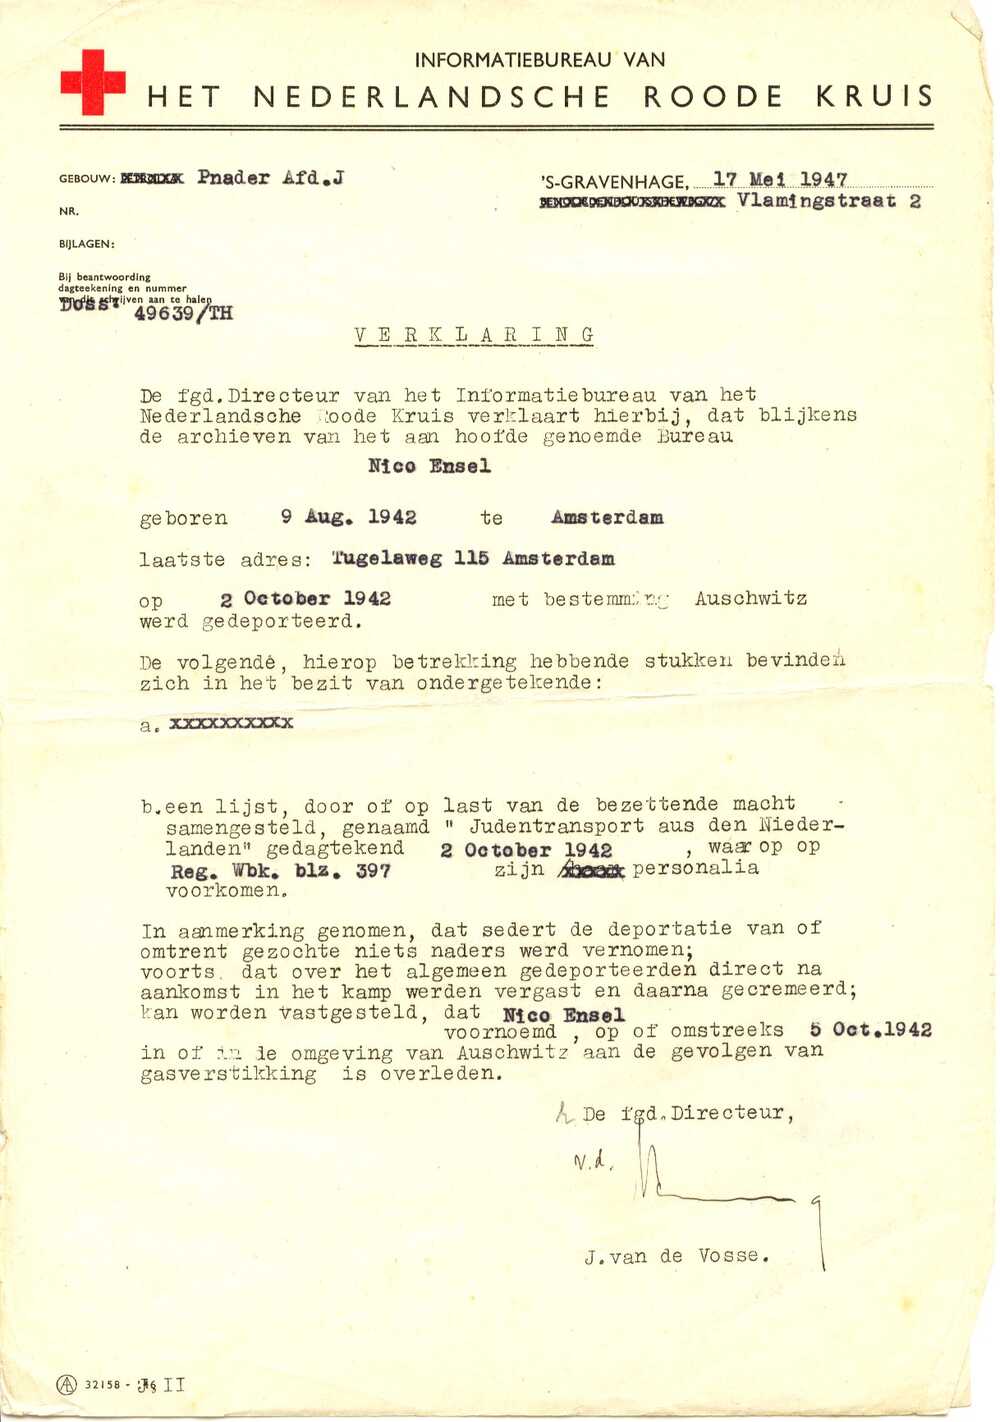 INFORMATIEBUREAU VAN
HET NEDERLANDSCHE ROODE KRUIS
GEBOUW: Pnader Afd.J
'S-GRAVENHAGE, 17 Mei 1947
Vlamingstraat 2
NR.
BIJLAGEN:
Bij beantwoording
dagteekening en nummer
van dit schrijven aan te halen
Doss: 49639/TH
VERKLARING
De fgd.Directeur van het Informatiebureau van het
Nederlandsche Roode Kruis verklaart hierbij, dat blijkens
de archieven van het aan hoofde genoemde Bureau
Nico Ensel
geboren 9 Aug. 1942 te Amsterdam
laatste adres: Tugelaweg 115 Amsterdam
op 2 October 1942 met bestemming Auschwitz
werd gedeporteerd.
De volgende, hierop betrekking hebbende stukken bevinden
zich in het bezit van ondergetekende:
a. xxxxxxxxxx
b.een lijst, door of op last van de bezettende macht
samengesteld, genaamd " Judentransport aus den Nieder-
landen" gedagtekend 2 October 1942 , waarop op
Reg. Wbk. blz. 397 zijn personalia
voorkomen.
In aanmerking genomen, dat sedert de deportatie van of
omtrent gezochte niets naders werd vernomen;
voorts. dat over het algemeen gedeporteerden direct na
aankomst in het kamp werden vergast en daarna gecremeerd;
kan worden vastgesteld, dat Nico Ensel
voornoemd , op of omstreeks 5 Oct.1942
in of in de omgeving van Auschwitz aan de gevolgen van
gasverstikking is overleden.
De fgd.Directeur,
v.d.
J.van de Vosse.
32158 - II